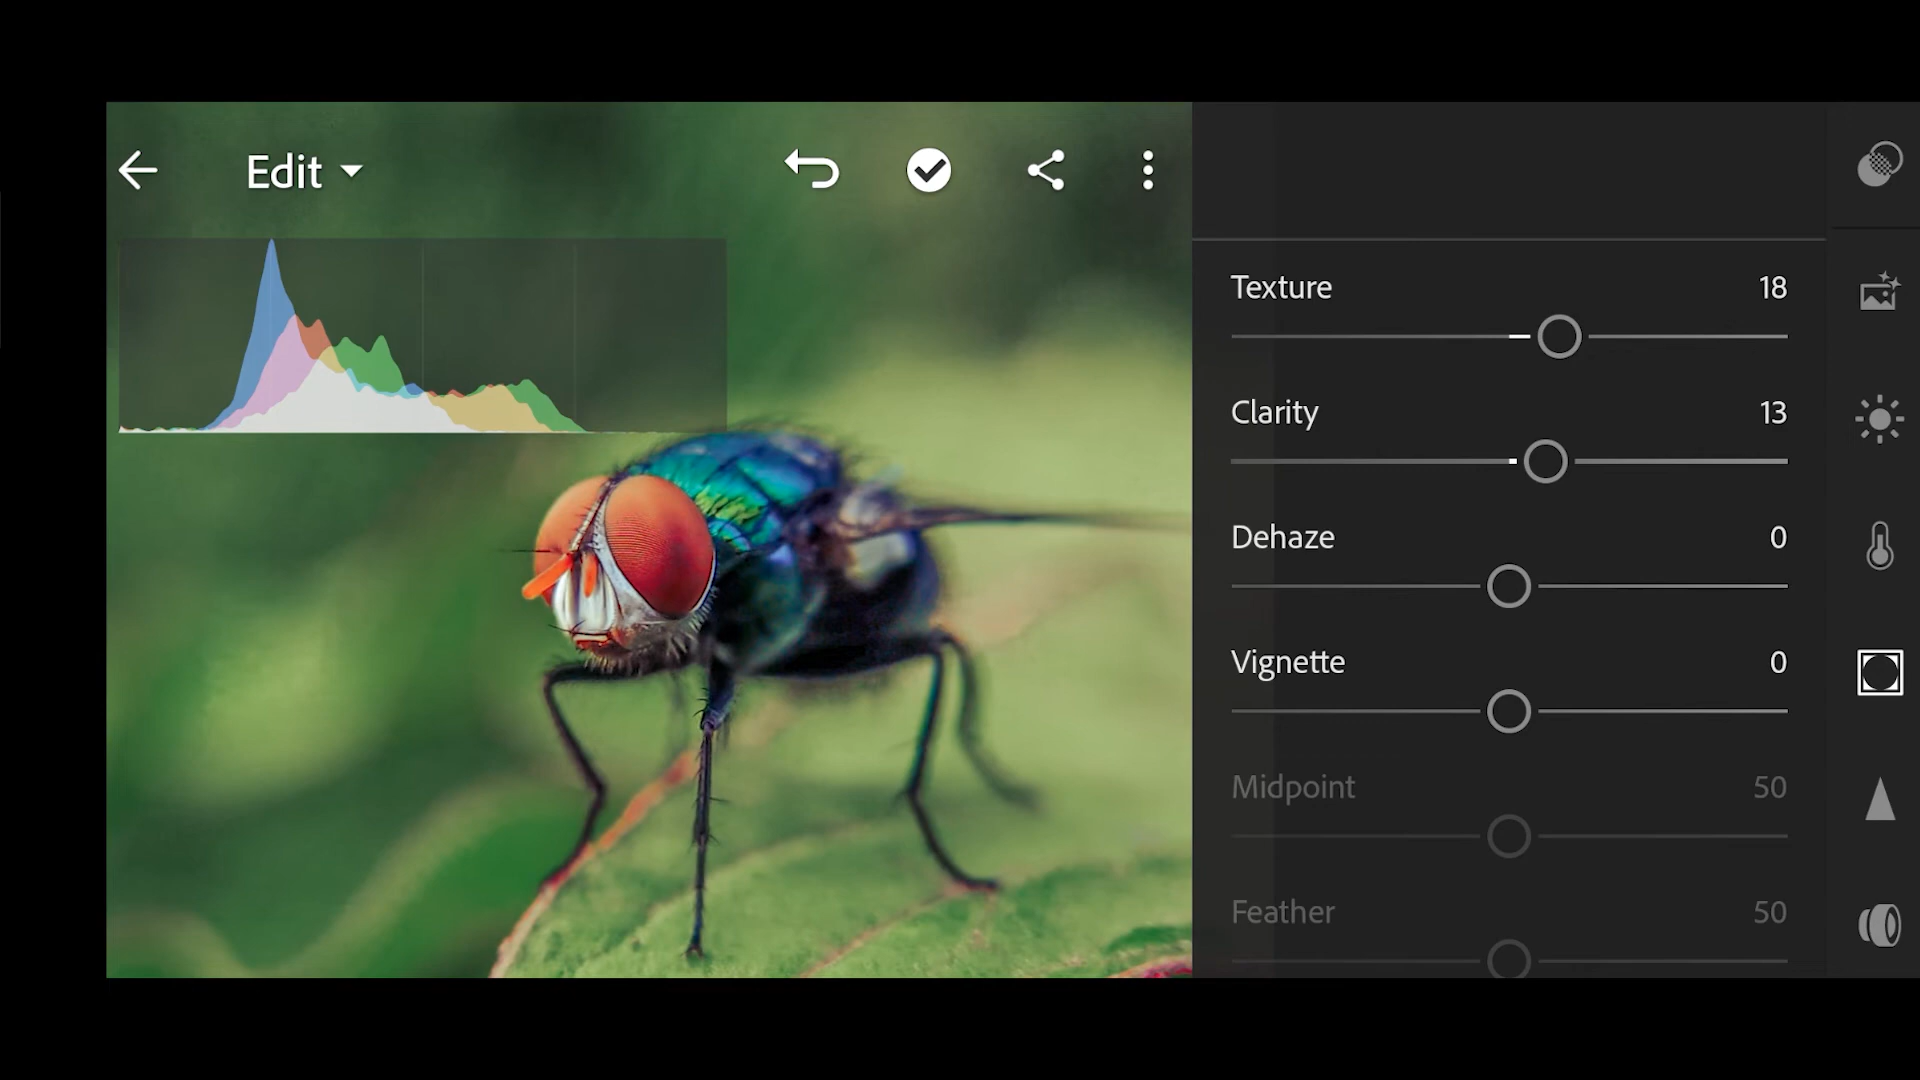 Edit
Texture 18
Clarity 13
Dehaze 0
Vignette 0
Midpoint 50
Feather 50